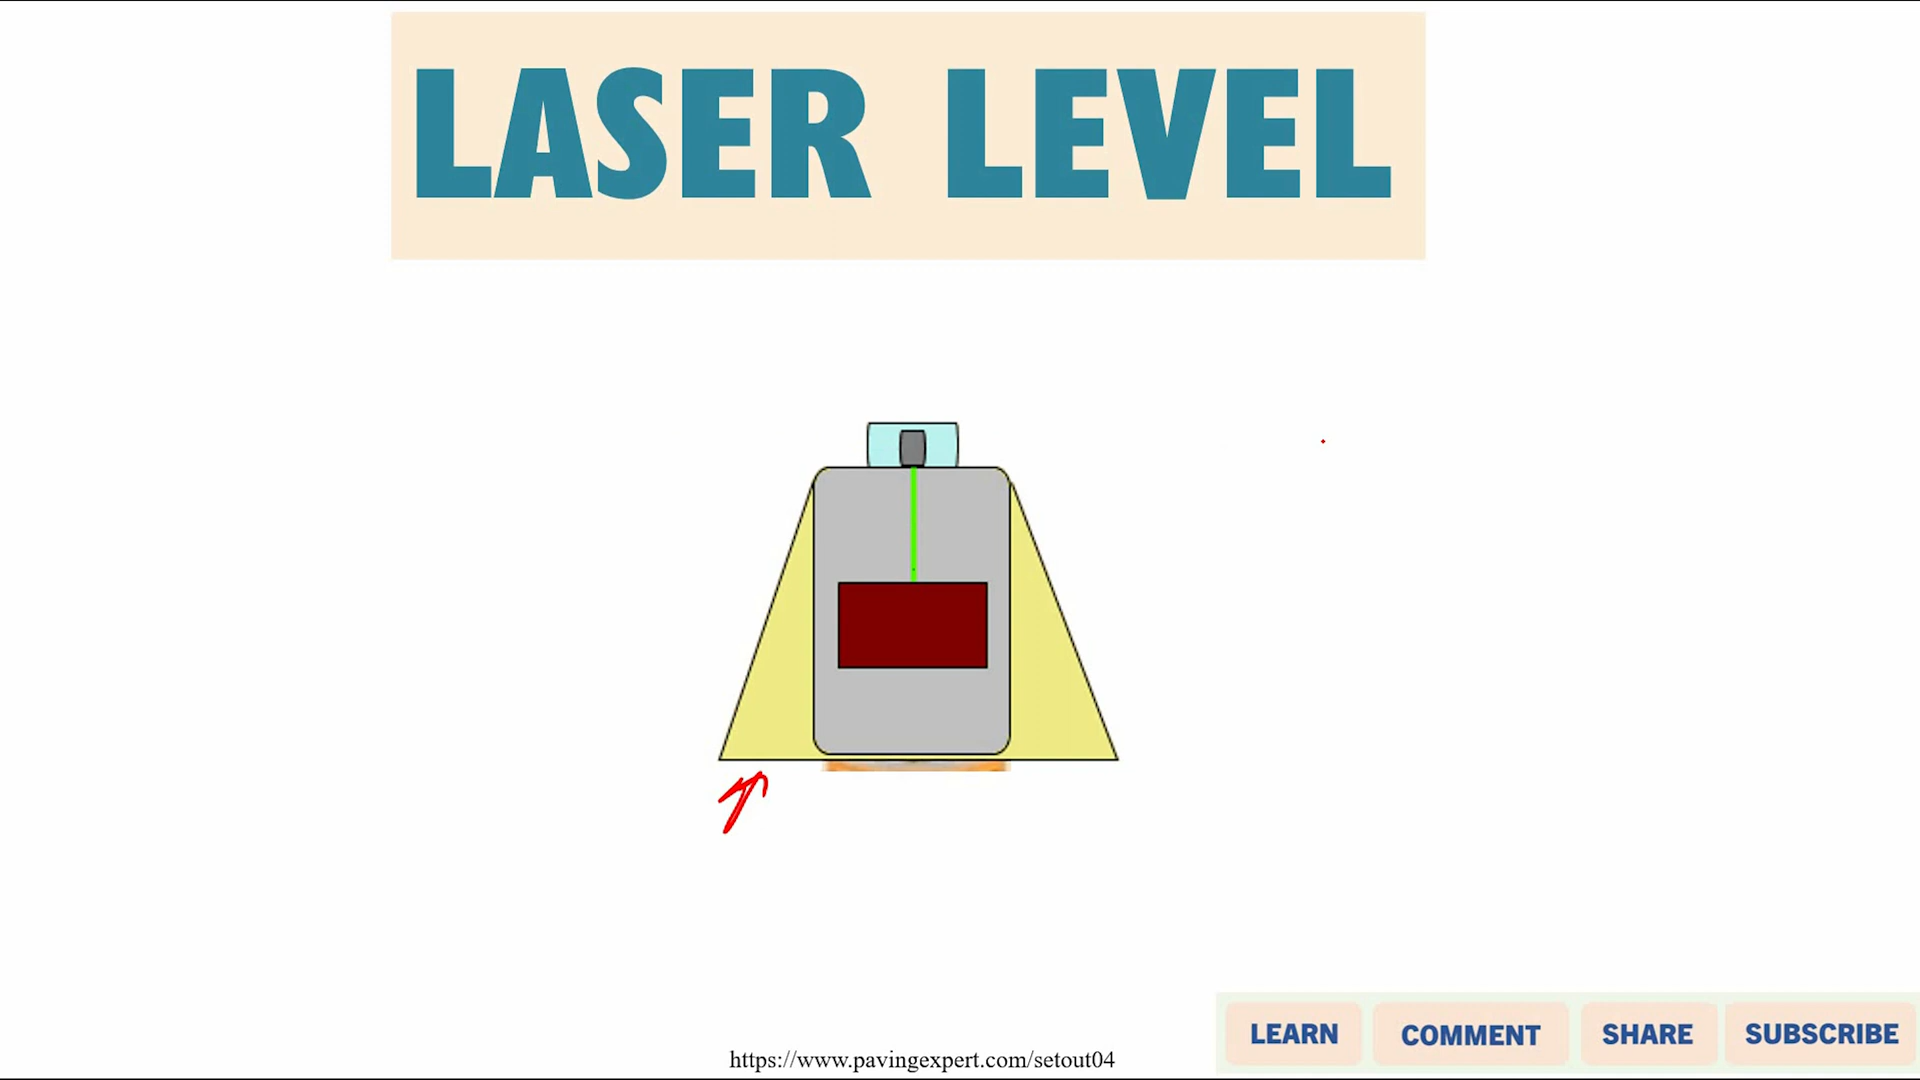 LASER LEVEL
https://www.pavingexpert.com/setout04
LEARN
COMMENT
SHARE
SUBSCRIBE